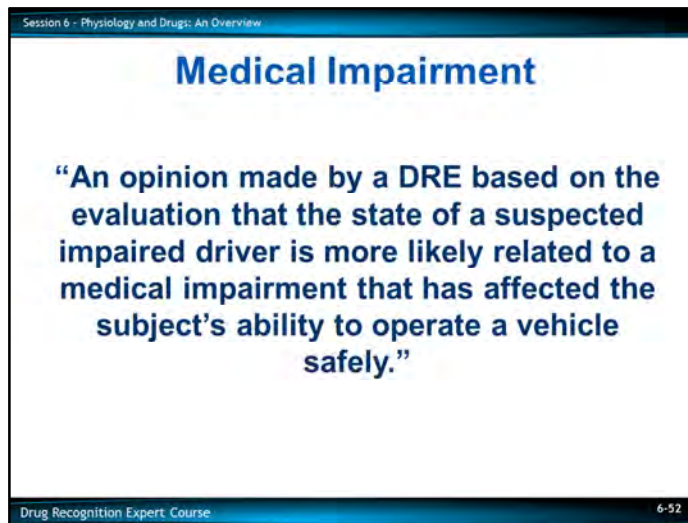 Session 6 - Physiology and Drugs: An Overview
Medical Impairment
“An opinion made by a DRE based on the
evaluation that the state of a suspected
impaired driver is more likely related to a
medical impairment that has affected the
subject’s ability to operate a vehicle
safely.”
Drug Recognition Expert Course
6-52